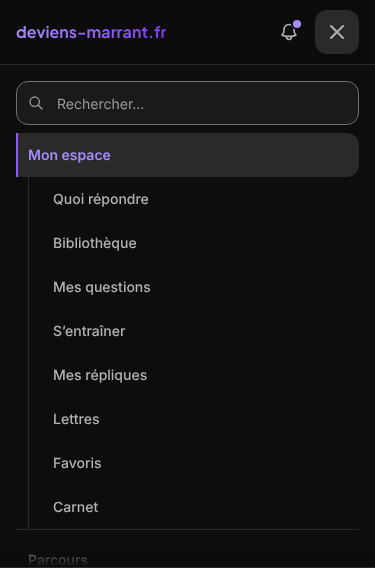 deviens-marrant.fr
Rechercher...
Mon espace
Quoi répondre
Bibliothèque
Mes questions
S’entraîner
Mes répliques
Lettres
Favoris
Carnet
Parcours